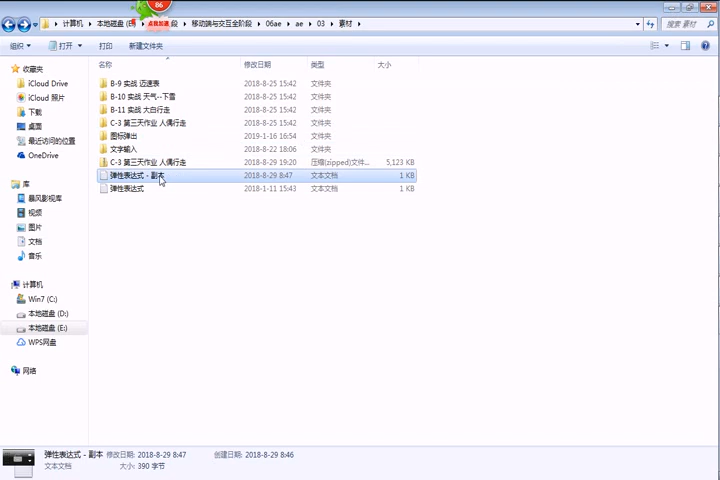 86
计算机 本地磁盘 (E:) 点我加速 段 移动端与交互全阶段 06ae ae 03 素材 搜索 素材
组织 打开 打印 新建文件夹
名称 修改日期 类型 大小
收藏夹
iCloud Drive
iCloud 照片
下载
桌面
最近访问的位置
OneDrive
库
暴风影视库
视频
图片
文档
音乐
计算机
Win7 (C:)
本地磁盘 (D:)
本地磁盘 (E:)
WPS网盘
网络
B-9 实战 迈速表 2018-8-25 15:42 文件夹
B-10 实战 天气--下雪 2018-8-25 15:42 文件夹
B-11 实战 大白行走 2018-8-25 15:42 文件夹
C-3 第三天作业 人偶行走 2018-8-25 15:42 文件夹
图标弹出 2019-1-16 16:54 文件夹
文字输入 2018-8-22 18:06 文件夹
C-3 第三天作业 人偶行走 2018-8-29 19:20 压缩(zipped)文件... 5,123 KB
弹性表达式 - 副本 2018-8-29 8:47 文本文档 1 KB
弹性表达式 2018-1-11 15:43 文本文档 1 KB
弹性表达式 - 副本 修改日期: 2018-8-29 8:47 创建日期: 2018-8-29 8:46
文本文档 大小: 390 字节